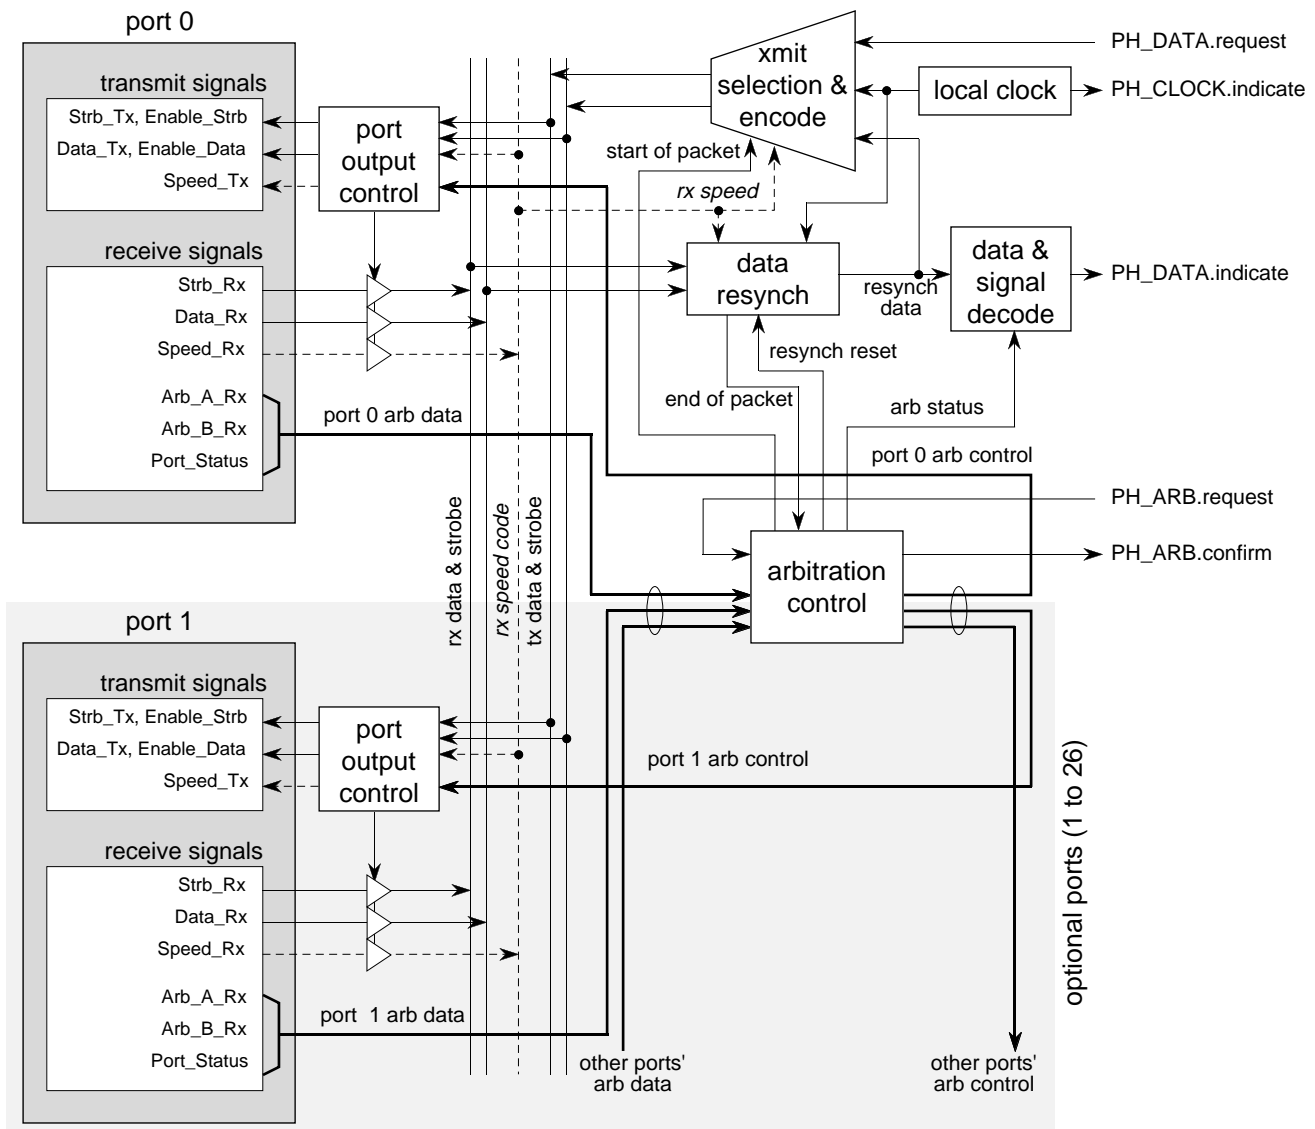 port 0
transmit signals
Strb_Tx, Enable_Strb
Data_Tx, Enable_Data
Speed_Tx
port
output
control
receive signals
Strb_Rx
Data_Rx
Speed_Rx
Arb_A_Rx
Arb_B_Rx
Port_Status
port 0 arb data
rx data & strobe
rx speed code
tx data & strobe
xmit
selection &
encode
start of packet
rx speed
local clock
PH_DATA.request
PH_CLOCK.indicate
data
resynch
resynch
data
data &
signal
decode
PH_DATA.indicate
resynch reset
end of packet
arb status
port 0 arb control
PH_ARB.request
PH_ARB.confirm
arbitration
control
port 1
transmit signals
Strb_Tx, Enable_Strb
Data_Tx, Enable_Data
Speed_Tx
port
output
control
port 1 arb control
receive signals
Strb_Rx
Data_Rx
Speed_Rx
Arb_A_Rx
Arb_B_Rx
Port_Status
port 1 arb data
other ports'
arb data
other ports'
arb control
optional ports (1 to 26)